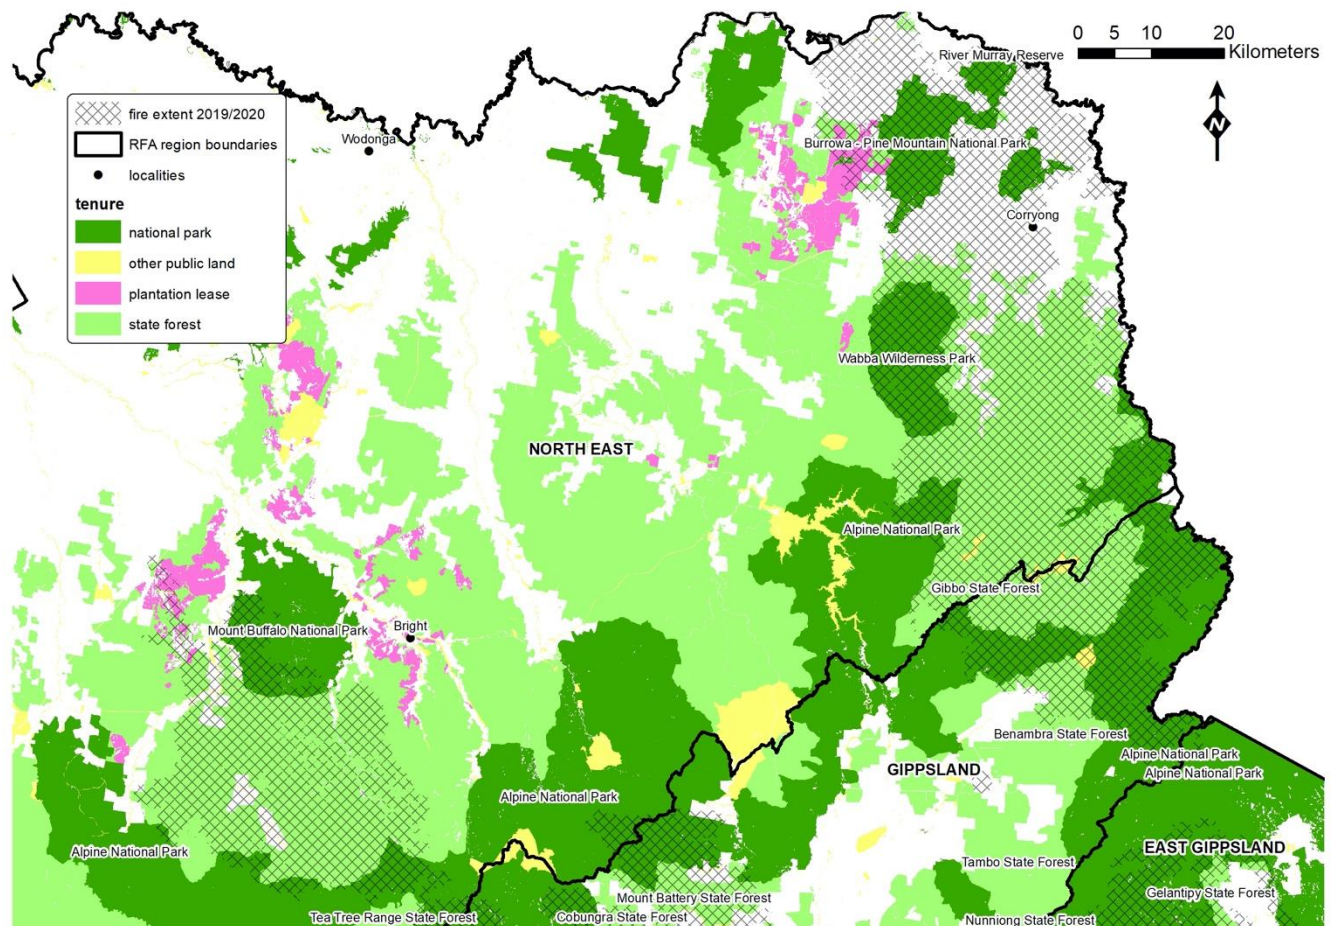 0 5 10 20
Kilometers
River Murray Reserve
N
fire extent 2019/2020
RFA region boundaries
localities
tenure
national park
other public land
plantation lease
state forest
Wodonga
Burrowa - Pine Mountain National Park
Corryong
Wabba Wilderness Park
NORTH EAST
Alpine National Park
Gibbo State Forest
Mount Buffalo National Park
Bright
Benambra State Forest
Alpine National Park
Alpine National Park
GIPPSLAND
Alpine National Park
Alpine National Park
EAST GIPPSLAND
Tambo State Forest
Mount Battery State Forest
Gelantipy State Forest
Tea Tree Range State Forest
Cobungra State Forest
Nunniong State Forest